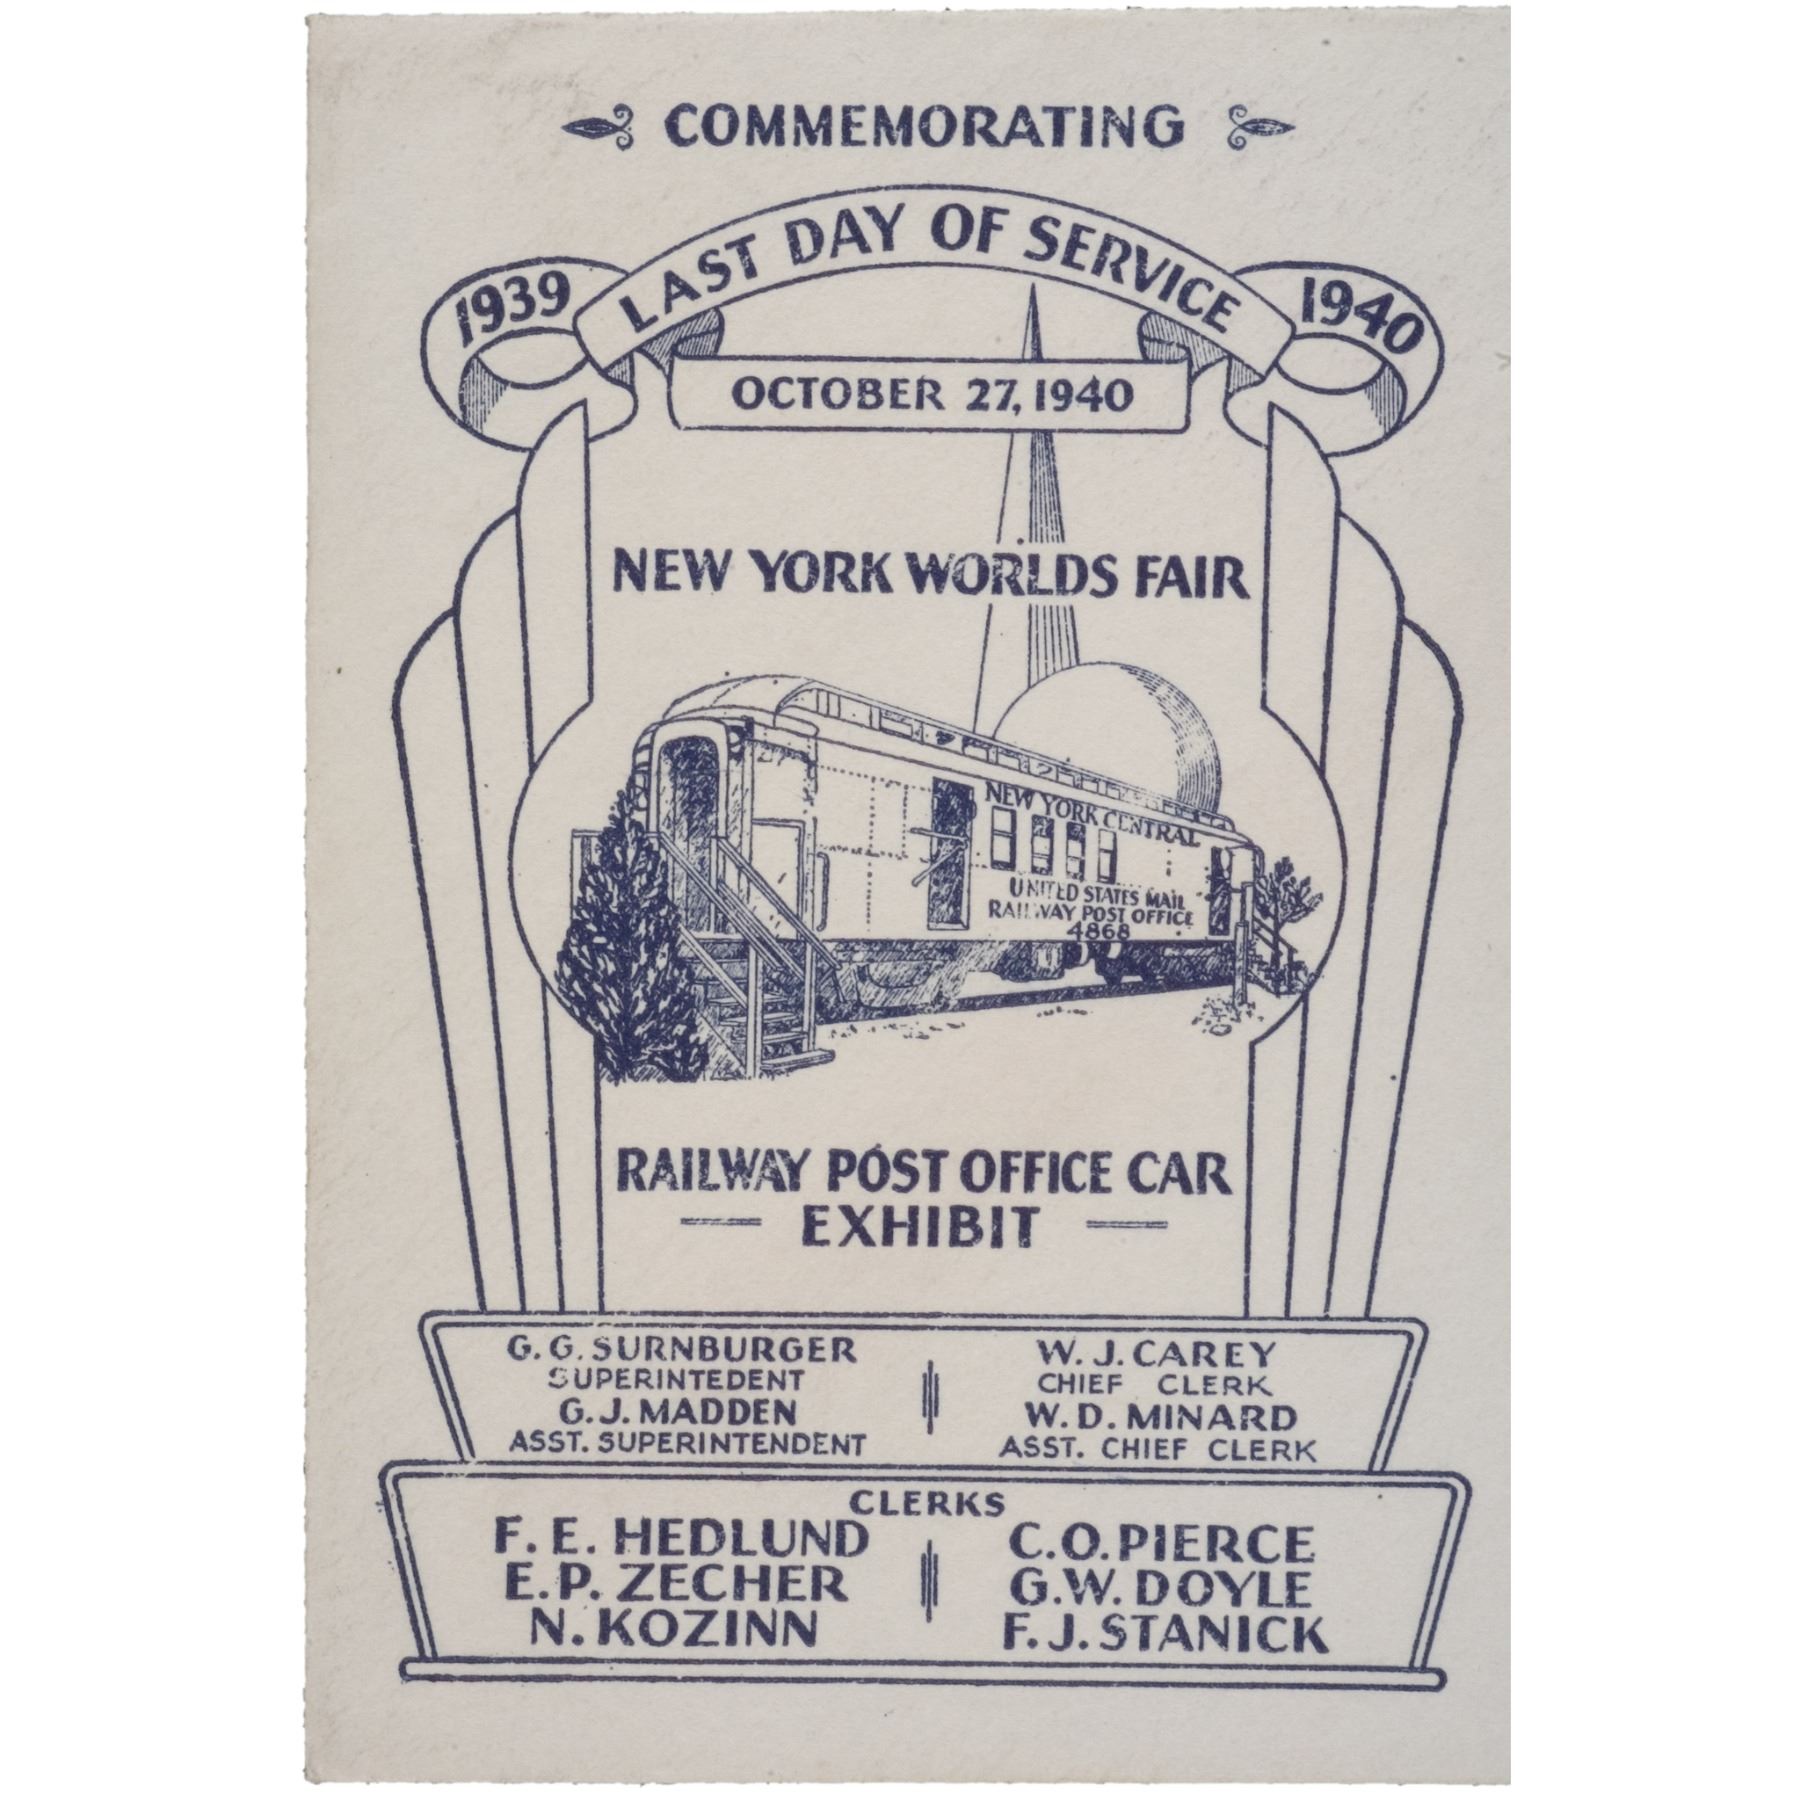 COMMEMORATING
LAST DAY OF SERVICE
1939
1940
OCTOBER 27, 1940
NEW YORK WORLDS FAIR
NEW YORK CENTRAL
UNITED STATES MAIL
RAILWAY POST OFFICE
4868
RAILWAY POST OFFICE CAR
EXHIBIT
G. G. SURNBURGER
SUPERINTEDENT
G. J. MADDEN
ASST. SUPERINTENDENT
W. J. CAREY
CHIEF CLERK
W. D. MINARD
ASST. CHIEF CLERK
CLERKS
F. E. HEDLUND
E. P. ZECHER
N. KOZINN
C. O. PIERCE
G. W. DOYLE
F. J. STANICK